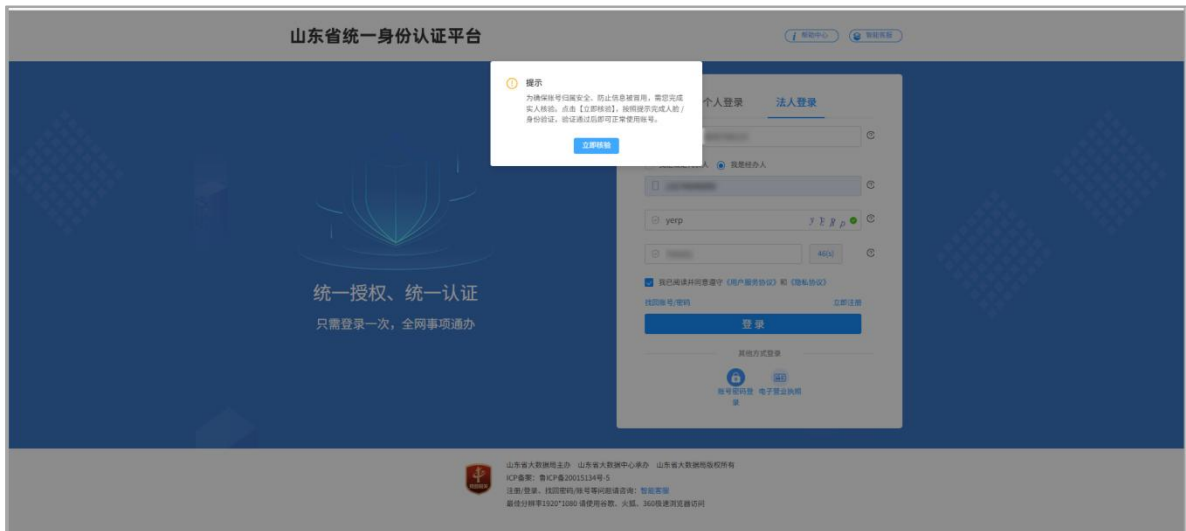 山东省统一身份认证平台
帮助中心
智能客服
提示
为确保账号归属安全、防止信息被冒用，需您完成
实人核验。点击【立即核验】，按照提示完成人脸/
身份验证，验证通过后即可正常使用账号。
立即核验
个人登录 法人登录
我是经办人
yerp
y E g p
46(s)
我已阅读并同意遵守《用户服务协议》和《隐私协议》
找回账号/密码 立即注册
登录
其他方式登录
账号密码登
录
电子营业执照
统一授权、统一认证
只需登录一次，全网事项通办
山东省大数据局主办 山东省大数据中心承办 山东省大数据局版权所有
ICP备案：鲁ICP备20015134号-5
注册/登录、找回密码/账号等问题请咨询：智能客服
最佳分辨率1920*1080 请使用谷歌、火狐、360极速浏览器访问